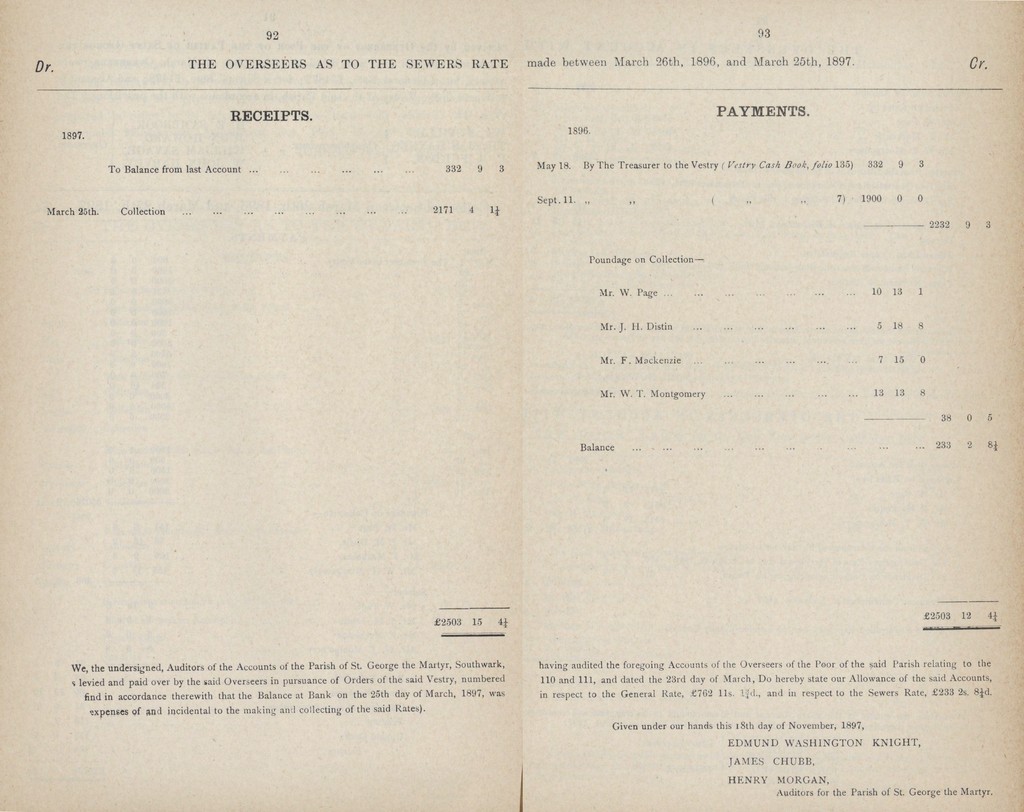 92
Dr. THE OVERSEERS AS TO THE SEWERS RATE
RECEIPTS.
1897.
To Balance from last Account ... ... ... ... ... ... 332 9 3
March 25th. Collection ... ... ... ... ... ... ... ... 2171 4 1¼
£2503 15 4¼
We, the undersigned, Auditors of the Accounts of the Parish of St. George the Martyr, Southwark,
s levied and paid over by the said Overseers in pursuance of Orders of the said Vestry, numbered
find in accordance therewith that the Balance at Bank on the 25th day of March, 1897, was
expenses of and incidental to the making and collecting of the said Rates).
93
made between March 26th, 1896, and March 25th, 1897. Cr.
PAYMENTS.
1896.
May 18. By The Treasurer to the Vestry ( Vestry Cash Book, folio 135) 332 9 3
Sept. 11. ,, ,, ( ,, ,, 7) 1900 0 0
2232 9 3
Poundage on Collection—
Mr. W. Page ... ... ... ... ... ... ... 10 13 1
Mr. J. H. Distin ... ... ... ... ... ... 5 18 8
Mr. F. Mackenzie ... ... ... ... ... ... 7 15 0
Mr. W. T. Montgomery ... ... ... ... ... 13 13 8
38 0 5
Balance ... ... ... ... ... ... ... ... ... ... 233 2 8¼
£2503 12 4¼
having audited the foregoing Accounts of the Overseers of the Poor of the said Parish relating to the
110 and 111, and dated the 23rd day of March, Do hereby state our Allowance of the said Accounts,
in respect to the General Rate, £762 11s. d., and in respect to the Sewers Rate, £233 2s. 8¼d.
Given under our hands this 18th day of November, 1897,
EDMUND WASHINGTON KNIGHT,
JAMES CHUBB,
HENRY MORGAN,
Auditors for the Parish of St. George the Martyr.